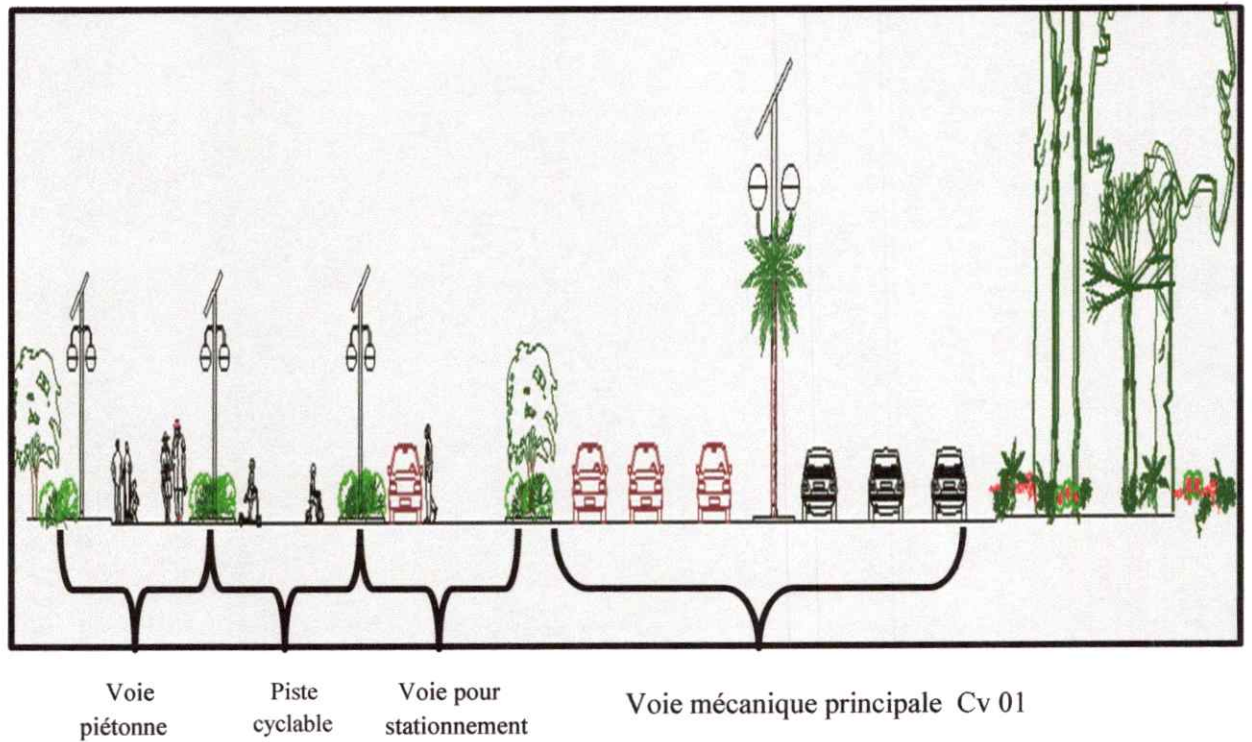 Voie
piétonne
Piste
cyclable
Voie pour
stationnement
Voie mécanique principale Cv 01